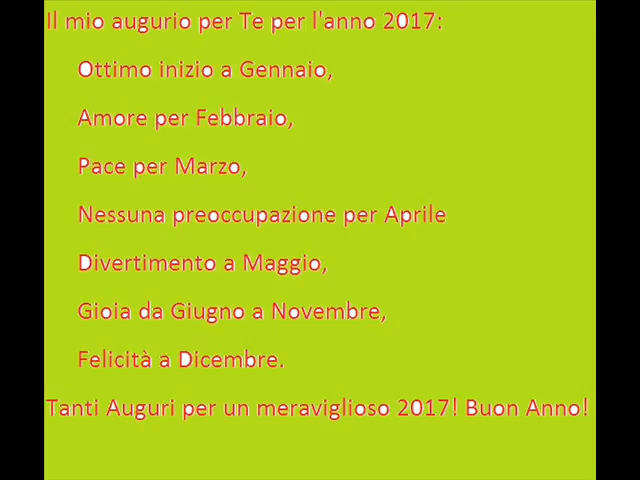 Il mio augurio per Te per l'anno 2017:
Ottimo inizio a Gennaio,
Amore per Febbraio,
Pace per Marzo,
Nessuna preoccupazione per Aprile
Divertimento a Maggio,
Gioia da Giugno a Novembre,
Felicità a Dicembre.
Tanti Auguri per un meraviglioso 2017! Buon Anno!